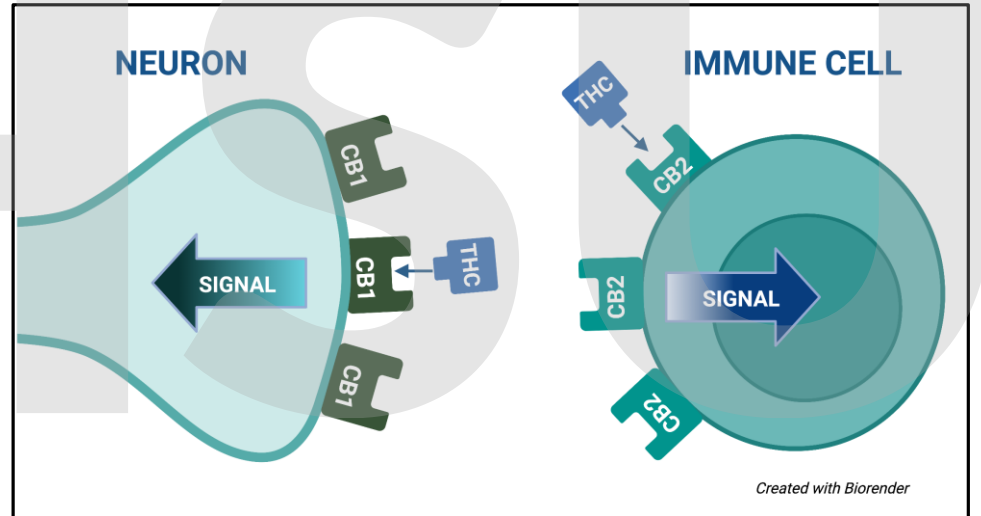 NEURON
IMMUNE CELL
THC
CB1
CB2
THC
CB1
SIGNAL
CB2
SIGNAL
CB1
CB2
Created with Biorender